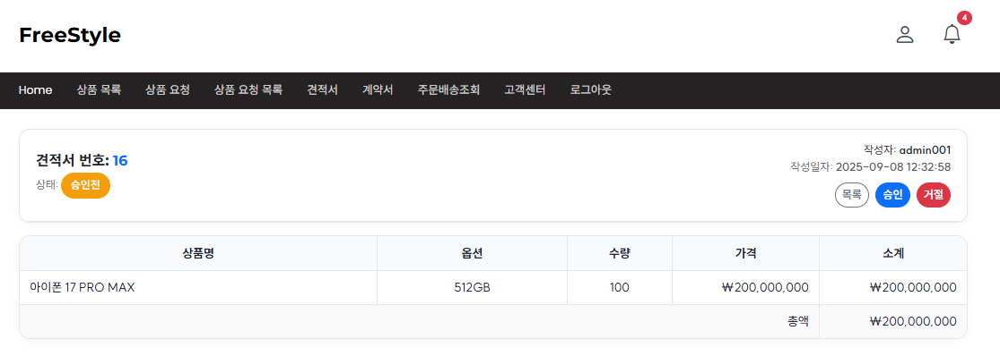 FreeStyle
4
Home 상품 목록 상품 요청 상품 요청 목록 견적서 계약서 주문배송조회 고객센터 로그아웃
견적서 번호: 16
상태: 승인전
작성자: admin001
작성일자: 2025-09-08 12:32:58
목록 승인 거절
상품명 옵션 수량 가격 소계
아이폰 17 PRO MAX 512GB 100 ₩200,000,000 ₩200,000,000
총액 ₩200,000,000